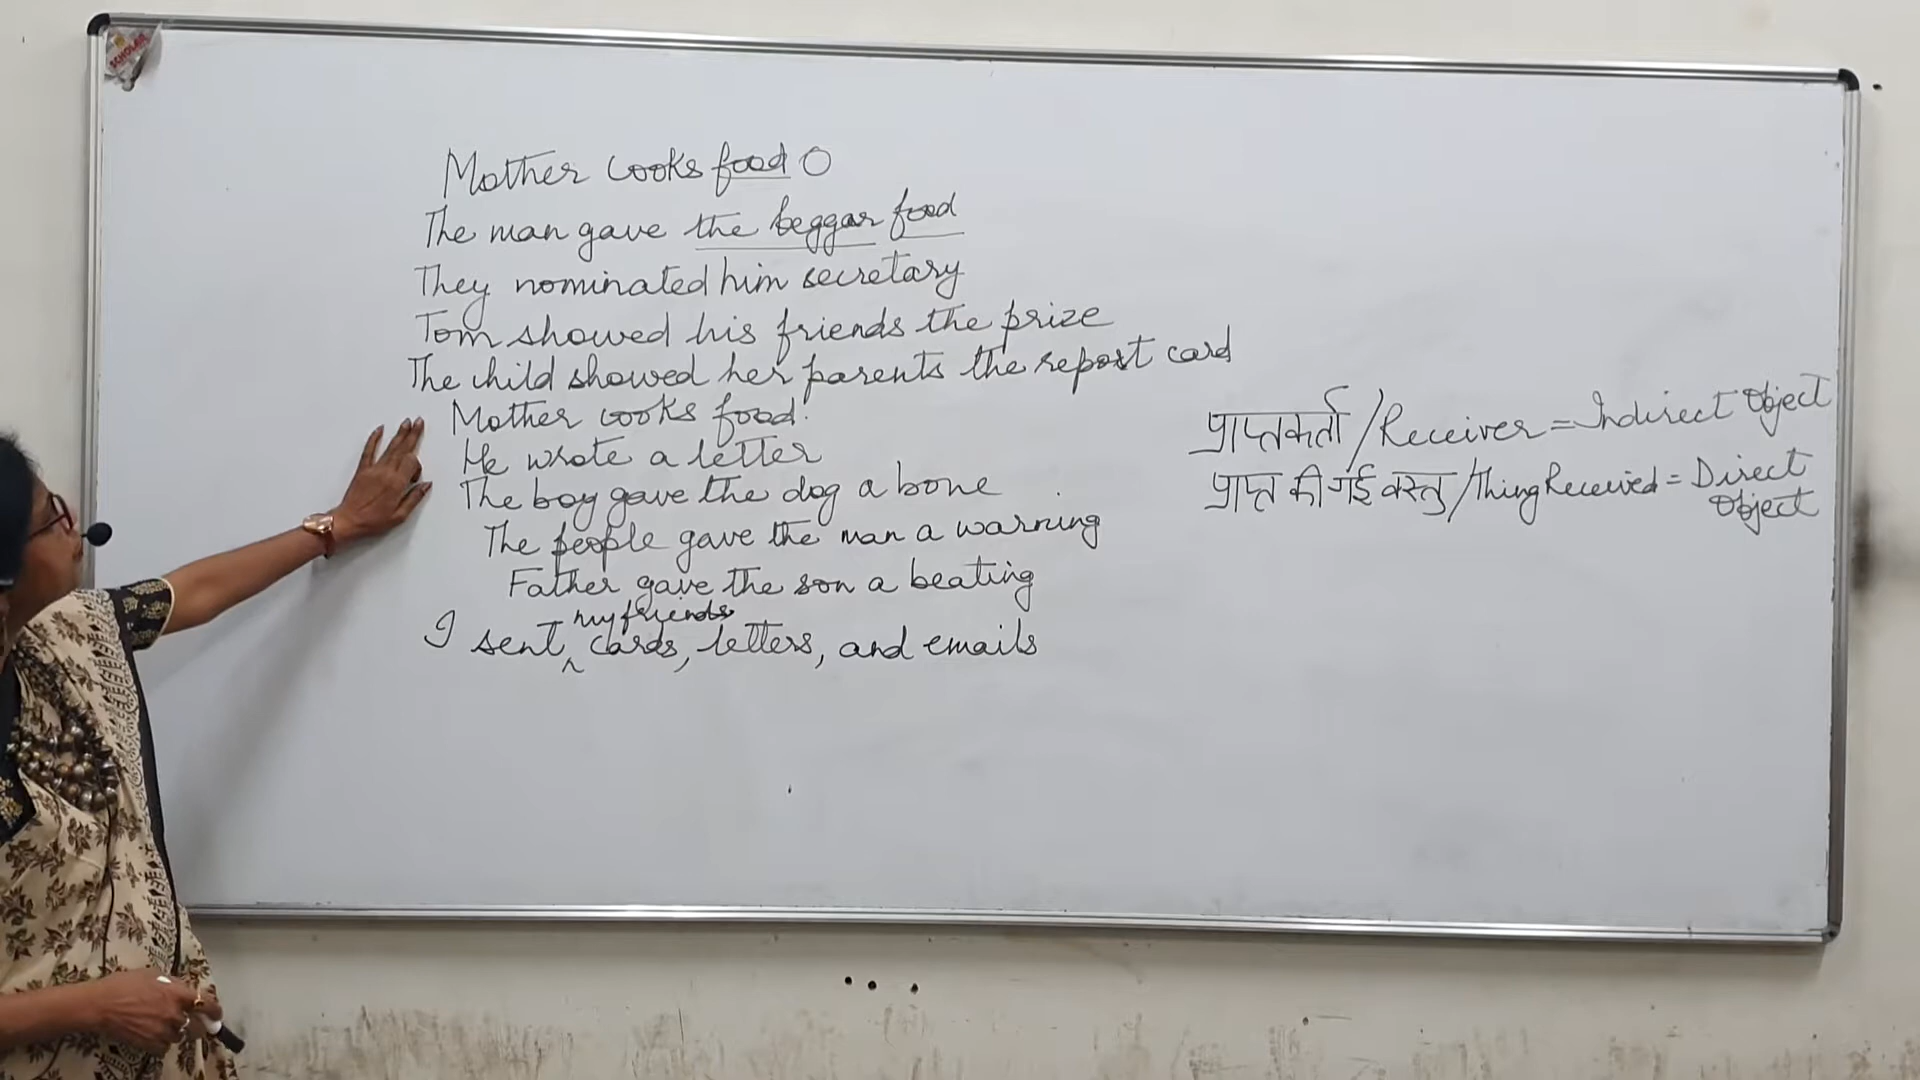 SCHOLAR
Mother cooks food O
The man gave the beggar food
They nominated him secretary
Tom showed his friends the prize
The child showed her parents the report card
Mother cooks food.
He wrote a letter
The boy gave the dog a bone
The people gave the man a warning
Father gave the son a beating
my friends
I sent ^ cards, letters, and emails
प्राप्तकर्ता / Receiver = Indirect Object
प्राप्त की गई वस्तु / Thing Received = Direct
Object